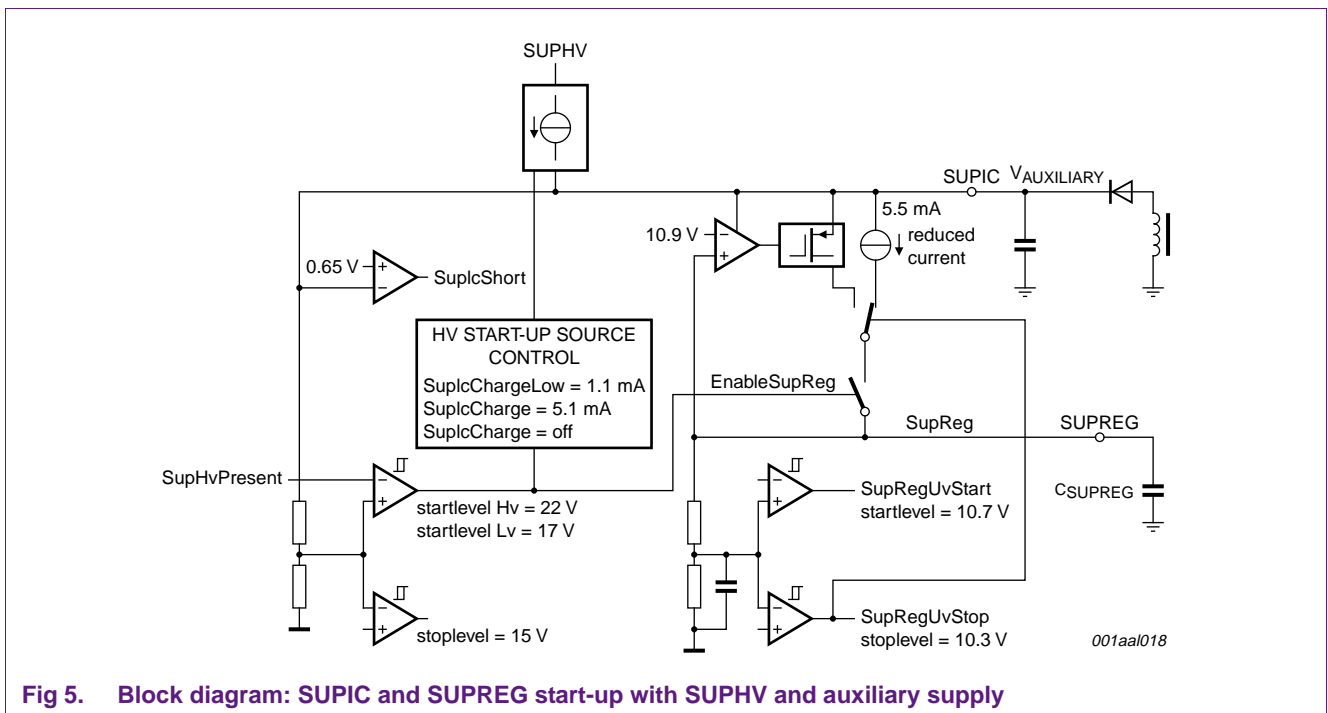 SUPHV
SUPIC
VAUXILIARY
5.5 mA
reduced
current
10.9 V
−
+
0.65 V
+
−
SupIcShort
HV START-UP SOURCE
CONTROL
SupIcChargeLow = 1.1 mA
SupIcCharge = 5.1 mA
SupIcCharge = off
EnableSupReg
SupReg
SUPREG
SupHvPresent
−
+
startlevel Hv = 22 V
startlevel Lv = 17 V
−
+
SupRegUvStart
startlevel = 10.7 V
CSUPREG
−
+
stoplevel = 15 V
−
+
SupRegUvStop
stoplevel = 10.3 V
001aal018
Fig 5. Block diagram: SUPIC and SUPREG start-up with SUPHV and auxiliary supply